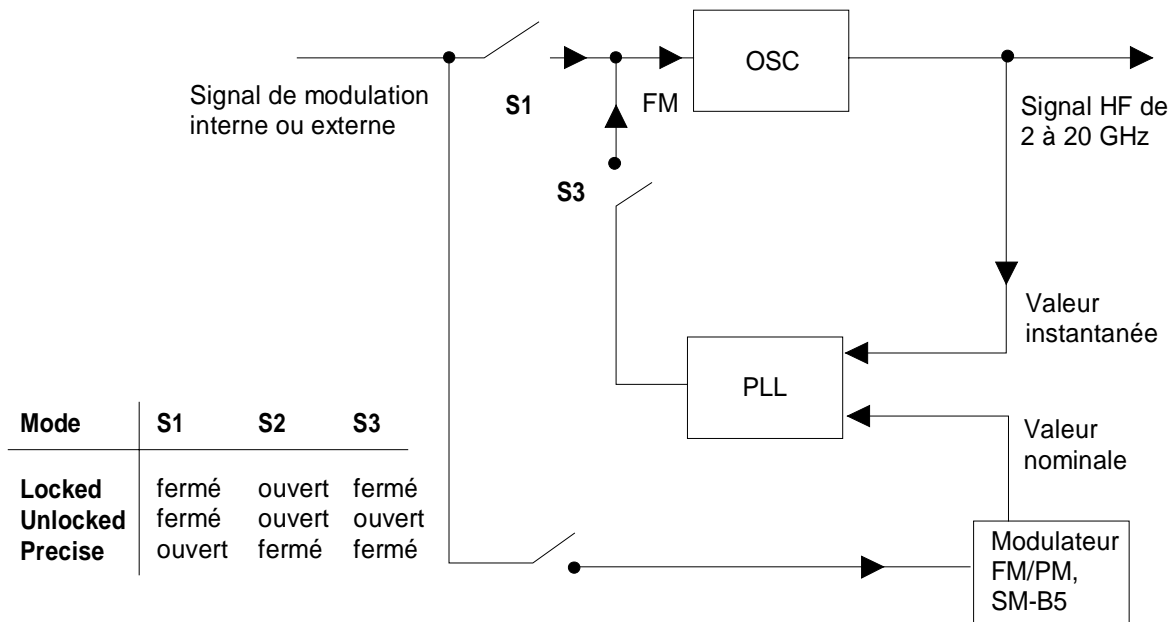 OSC
Signal de modulation
interne ou externe
S1
FM
Signal HF de
2 à 20 GHz
S3
Valeur
instantanée
PLL
Valeur
nominale
Mode S1 S2 S3
Locked fermé ouvert fermé
Unlocked fermé ouvert ouvert
Precise ouvert fermé fermé
Modulateur
FM/PM,
SM-B5